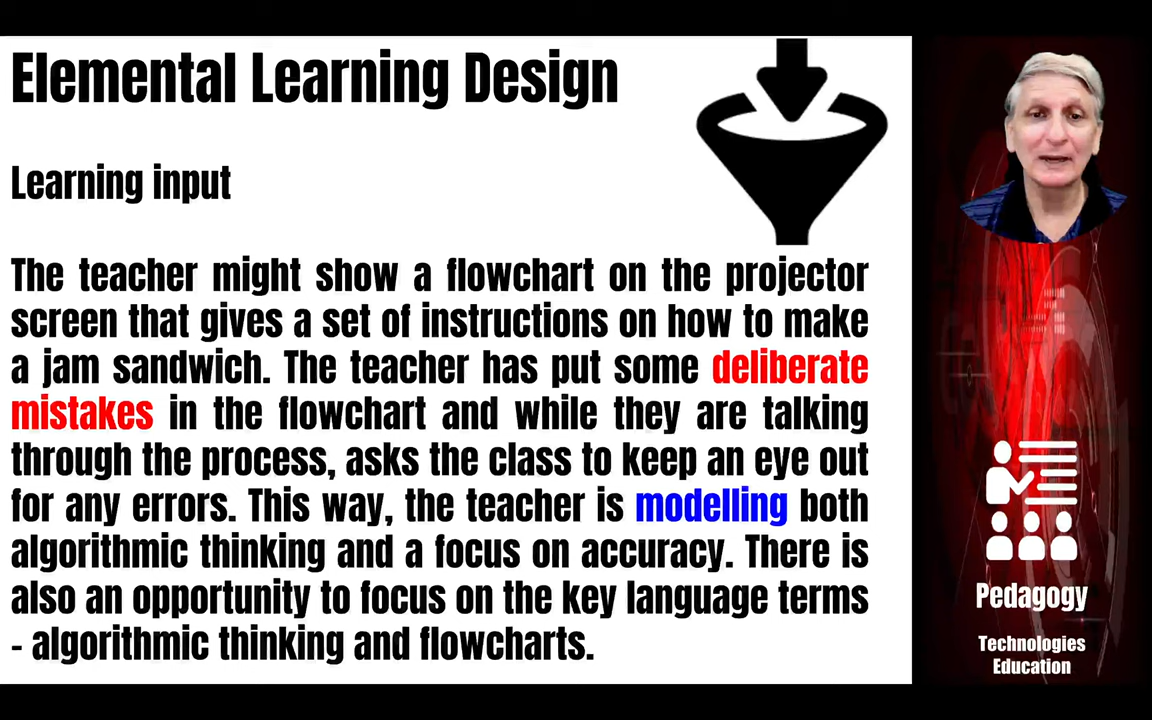 Elemental Learning Design
Learning input
The teacher might show a flowchart on the projector
screen that gives a set of instructions on how to make
a jam sandwich. The teacher has put some deliberate
mistakes in the flowchart and while they are talking
through the process, asks the class to keep an eye out
for any errors. This way, the teacher is modelling both
algorithmic thinking and a focus on accuracy. There is
also an opportunity to focus on the key language terms
- algorithmic thinking and flowcharts.
Pedagogy
Technologies
Education